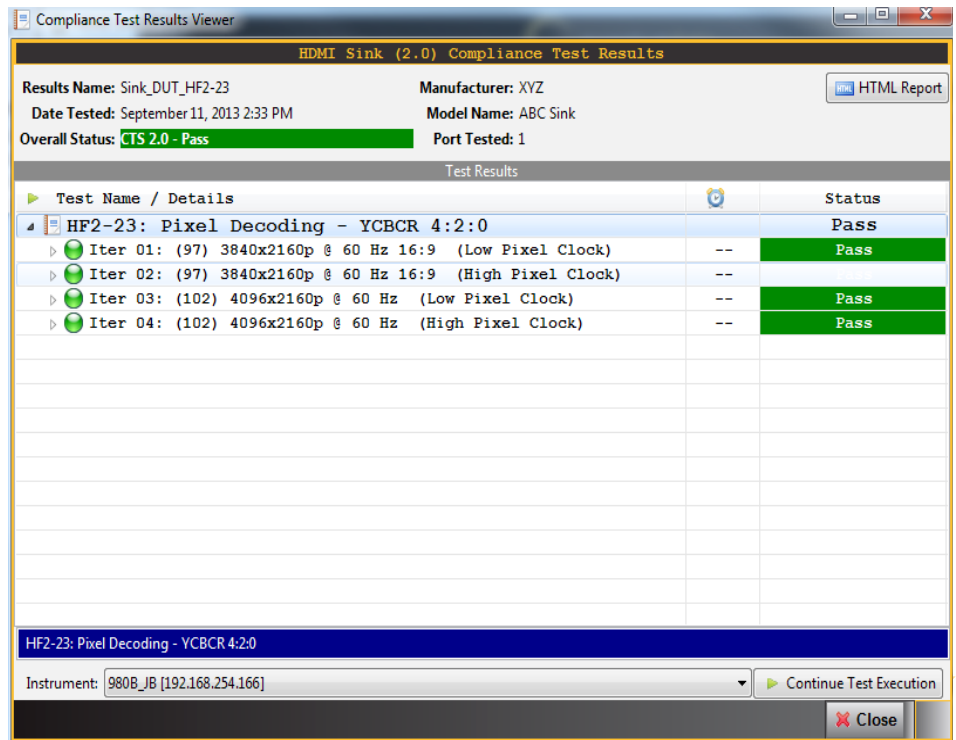 Compliance Test Results Viewer
HDMI Sink (2.0) Compliance Test Results
Results Name: Sink_DUT_HF2-23 Manufacturer: XYZ HTML HTML Report
Date Tested: September 11, 2013 2:33 PM Model Name: ABC Sink
Overall Status: CTS 2.0 - Pass Port Tested: 1
Test Results
Test Name / Details Status
HF2-23: Pixel Decoding - YCBCR 4:2:0 Pass
Iter 01: (97) 3840x2160p @ 60 Hz 16:9 (Low Pixel Clock) -- Pass
Iter 02: (97) 3840x2160p @ 60 Hz 16:9 (High Pixel Clock) -- Pass
Iter 03: (102) 4096x2160p @ 60 Hz (Low Pixel Clock) -- Pass
Iter 04: (102) 4096x2160p @ 60 Hz (High Pixel Clock) -- Pass
HF2-23: Pixel Decoding - YCBCR 4:2:0
Instrument: 980B_JB [192.168.254.166] Continue Test Execution
Close